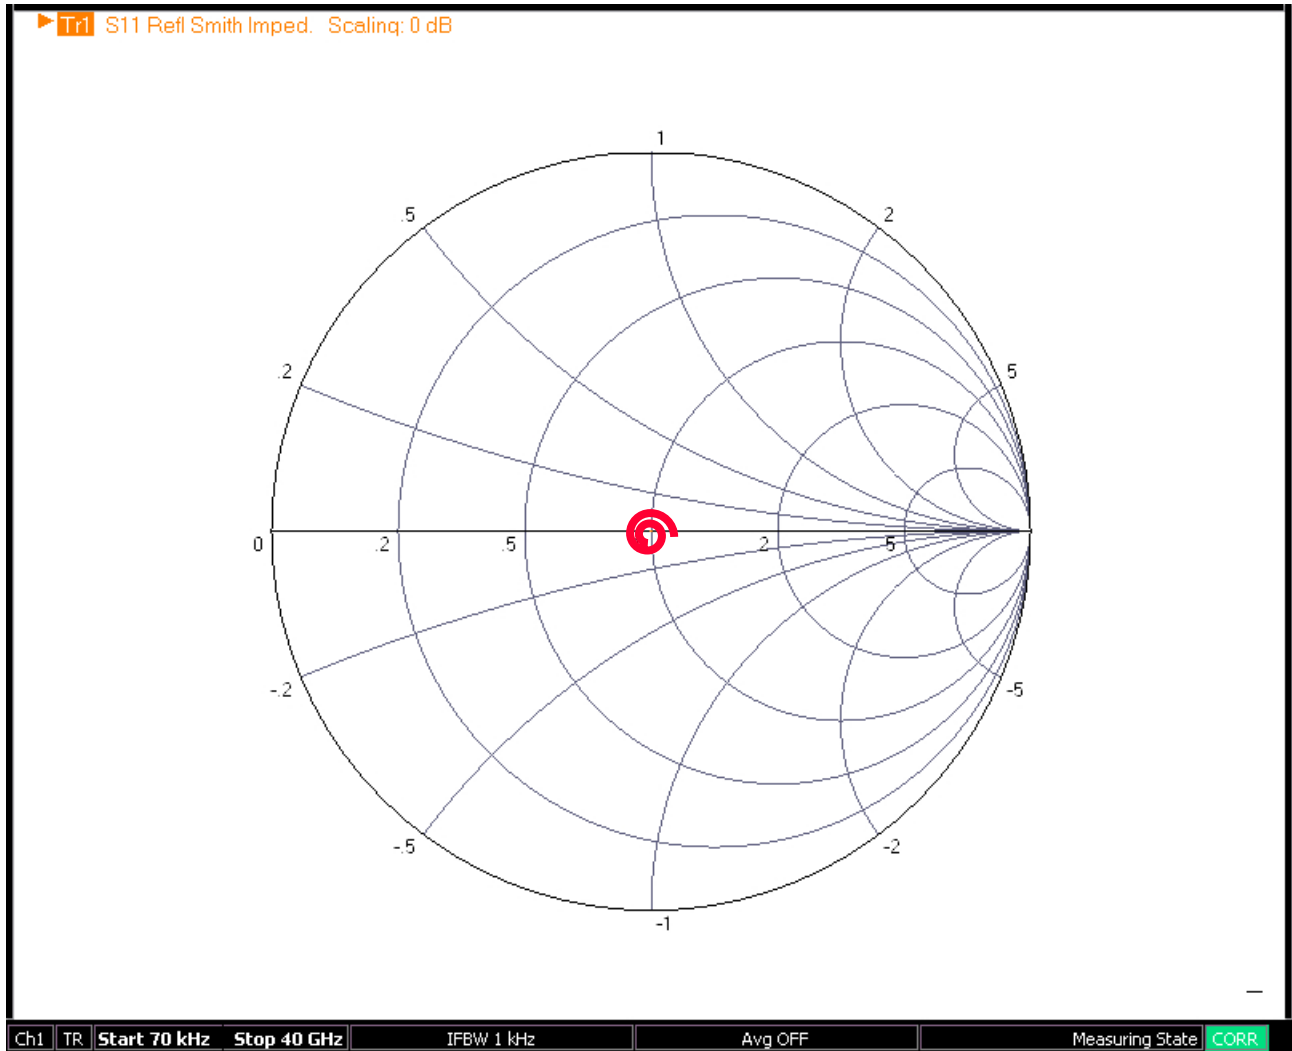 Tr1 S11 Refl Smith Imped. Scaling: 0 dB
1
.5 2
.2 5
0 .2 .5 1 2 5
-.2 -5
-.5 -2
-1
Ch1 TR Start 70 kHz Stop 40 GHz IFBW 1 kHz Avg OFF Measuring State CORR